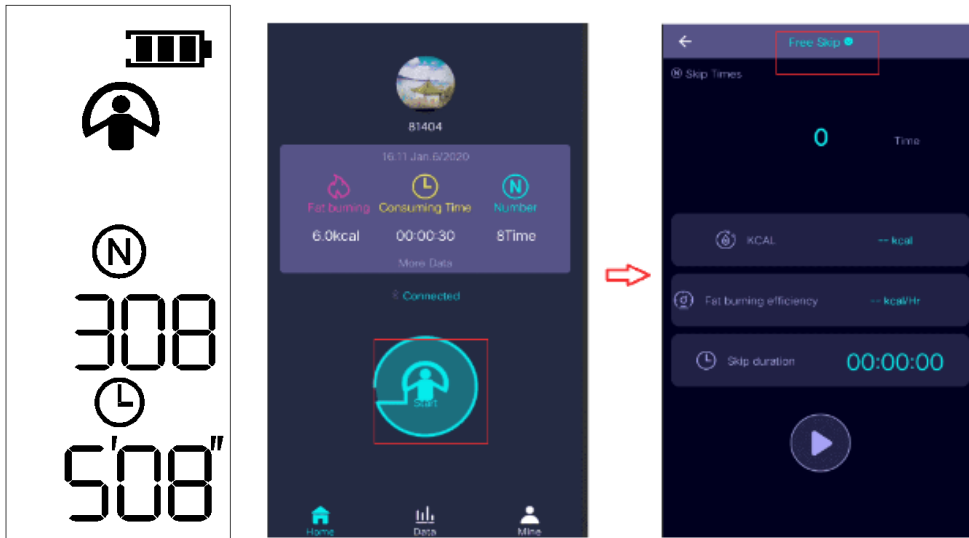 N
308
5'08"
81404
16:11 Jan.6/2020
Fat burning
Consuming Time
N
Number
6.0kcal
00:00:30
8Time
More Data
Connected
Start
Home
Data
Mine
Free Skip
N Skip Times
0
Time
KCAL
-- kcal
Fat burning efficiency
-- kcal/Hr
Skip duration
00:00:00